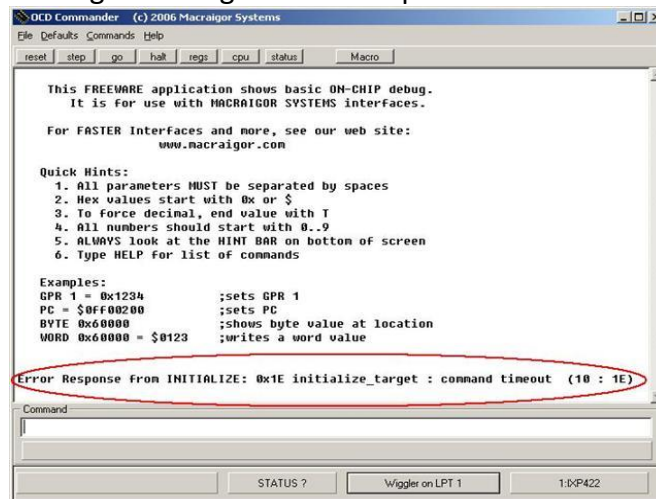 OCD Commander (c) 2006 Macraigor Systems
File Defaults Commands Help
reset step go halt regs cpu status Macro
This FREEWARE application shows basic ON-CHIP debug.
It is for use with MACRAIGOR SYSTEMS interfaces.
For FASTER Interfaces and more, see our web site:
www.macraigor.com
Quick Hints:
1. All parameters MUST be separated by spaces
2. Hex values start with 0x or $
3. To force decimal, end value with T
4. All numbers should start with 0..9
5. ALWAYS look at the HINT BAR on bottom of screen
6. Type HELP for list of commands
Examples:
GPR 1 = 0x1234 ;sets GPR 1
PC = $0FF00200 ;sets PC
BYTE 0x60000 ;shows byte value at location
WORD 0x60000 = $0123 ;writes a word value
Error Response from INITIALIZE: 0x1E initialize_target : command timeout (10 : 1E)
Command
STATUS ? Wiggler on LPT 1 1:IXP422